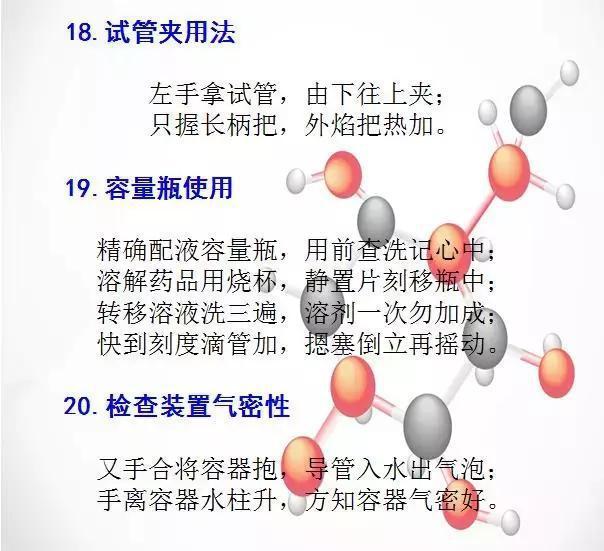 18.试管夹用法
左手拿试管，由下往上夹；
只握长柄把，外焰把热加。
19.容量瓶使用
精确配液容量瓶，用前查洗记心中；
溶解药品用烧杯，静置片刻移瓶中；
转移溶液洗三遍，溶剂一次勿加成；
快到刻度滴管加，摁塞倒立再摇动。
20.检查装置气密性
又手合将容器抱，导管入水出气泡；
手离容器水柱升，方知容器气密好。